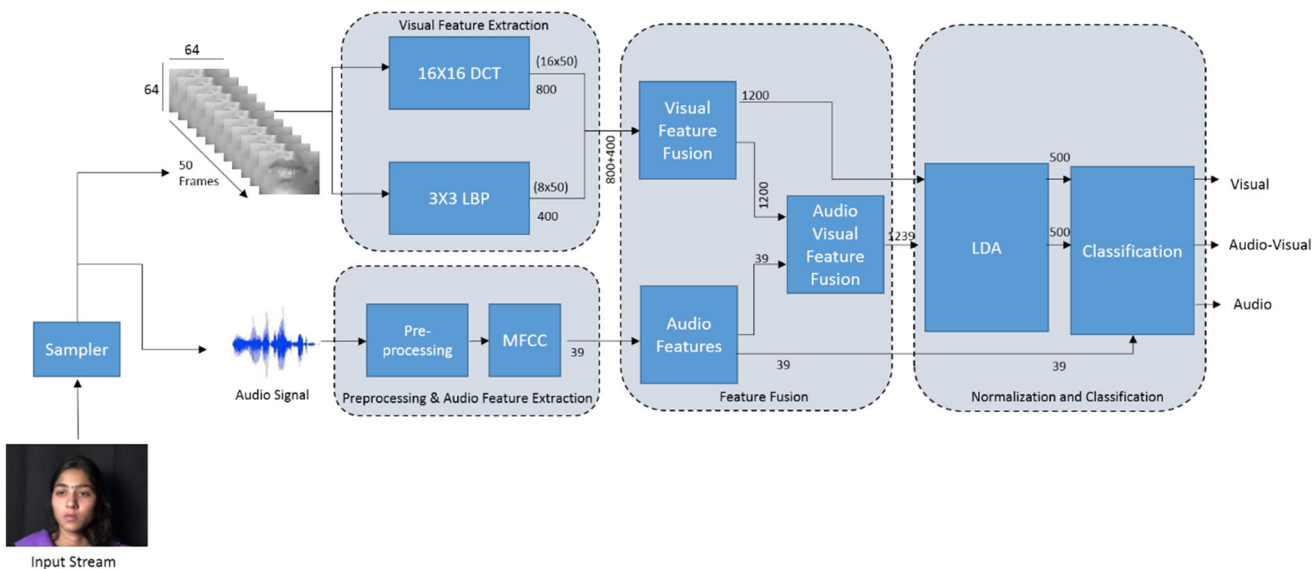 Visual Feature Extraction
64
64
50
Frames
16X16 DCT
(16x50)
800
3X3 LBP
(8x50)
400
800+400
Visual
Feature
Fusion
1200
1200
Audio
Visual
Feature
Fusion
1239
39
Audio
Features
39
Feature Fusion
LDA
500
500
Classification
39
Normalization and Classification
Visual
Audio-Visual
Audio
Sampler
Audio Signal
Pre-
processing
MFCC
39
Preprocessing & Audio Feature Extraction
Input Stream